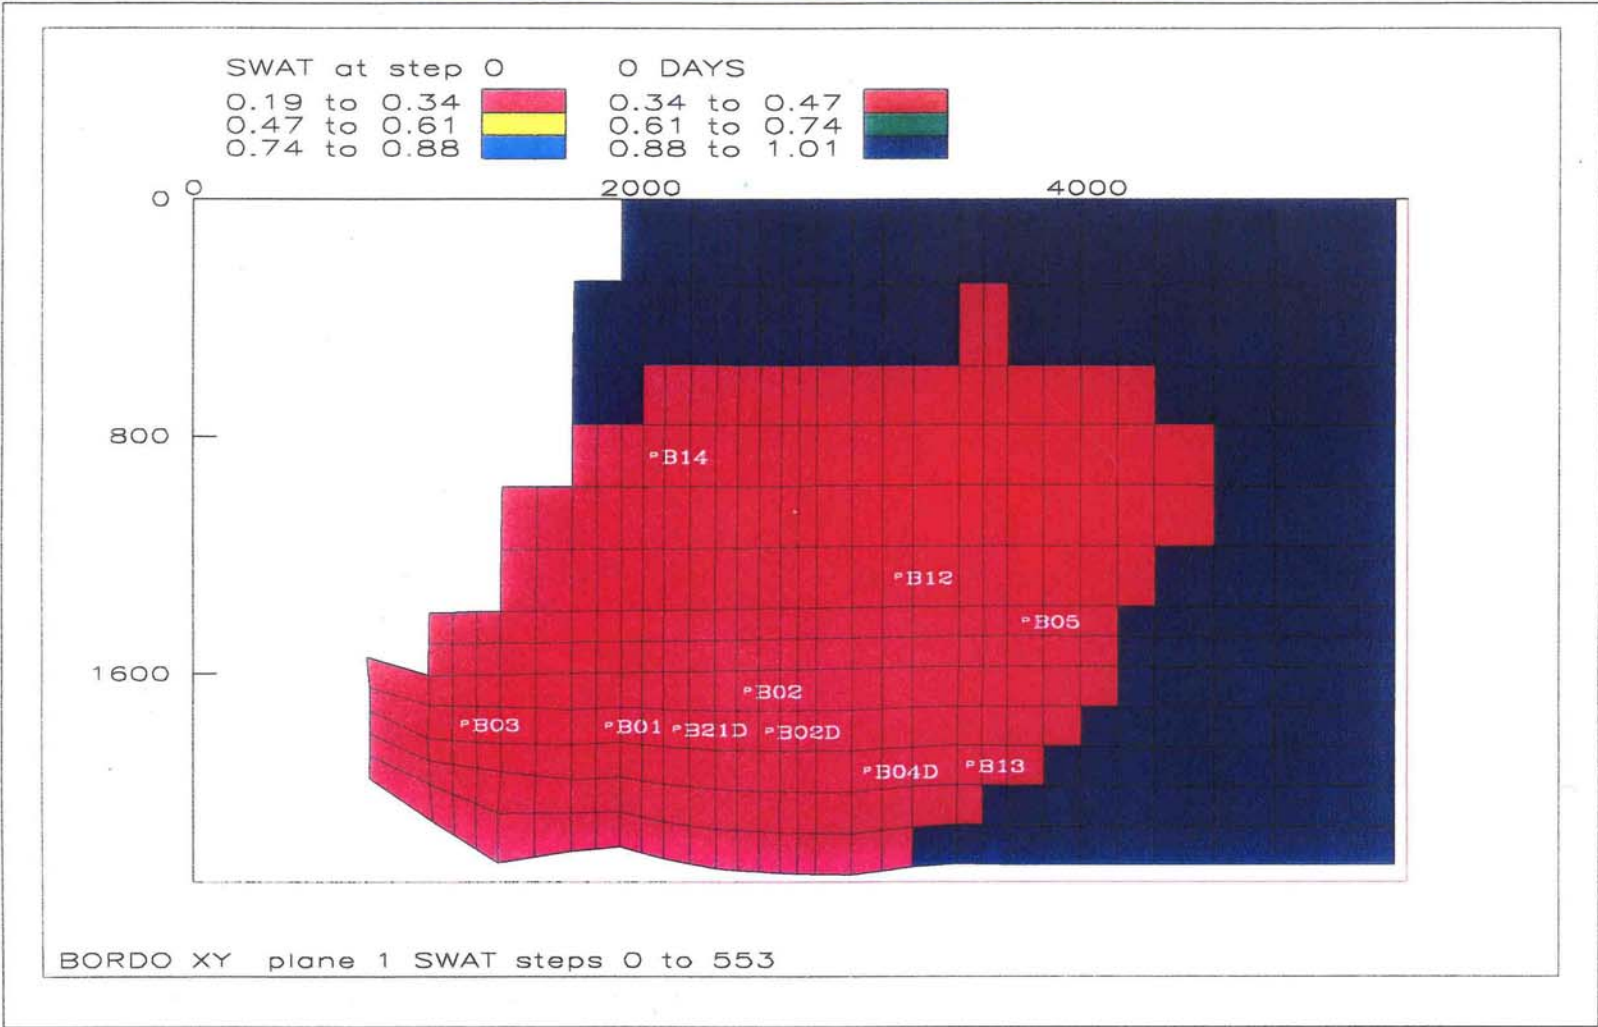 SWAT at step 0 0 DAYS
0.19 to 0.34 0.34 to 0.47
0.47 to 0.61 0.61 to 0.74
0.74 to 0.88 0.88 to 1.01
0 2000 4000
0
800
B14
B12
B05
1600
B02
B03 B01 B21D B02D
B04D B13
BORDO XY plane 1 SWAT steps 0 to 553